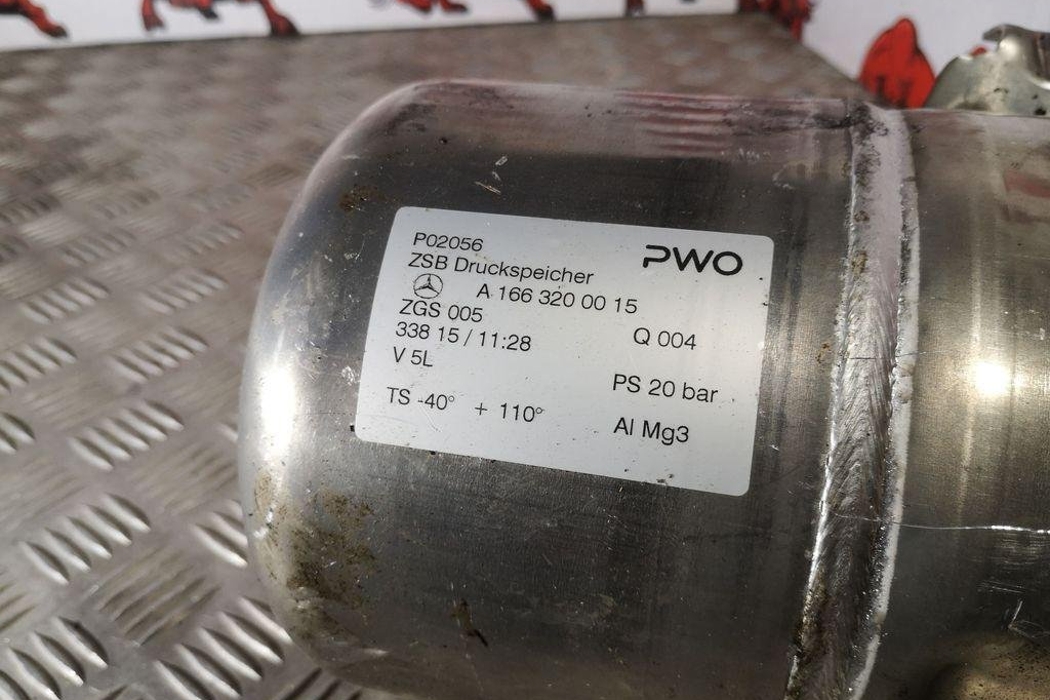 P02056
PWO
ZSB Druckspeicher
A 166 320 00 15
ZGS 005
Q 004
338 15 / 11:28
V 5L
PS 20 bar
TS -40° + 110°
Al Mg3